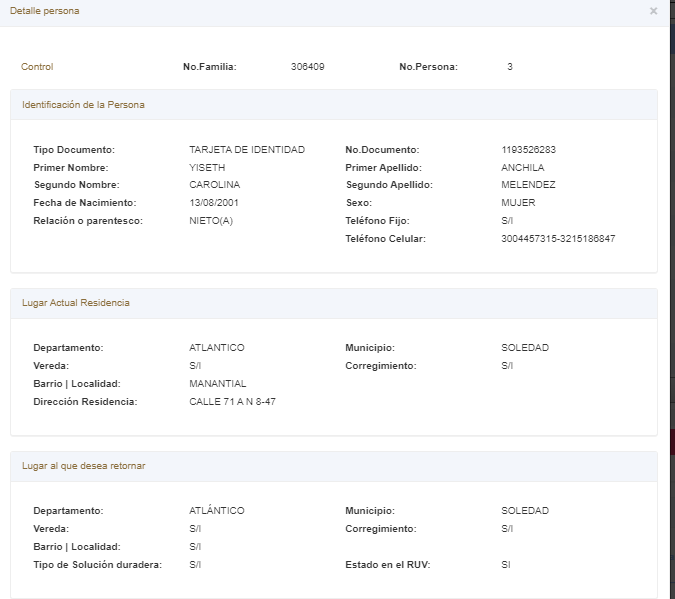 Detalle persona ×
Control No.Familia: 306409 No.Persona: 3
Identificación de la Persona
Tipo Documento: TARJETA DE IDENTIDAD No.Documento: 1193526283
Primer Nombre: YISETH Primer Apellido: ANCHILA
Segundo Nombre: CAROLINA Segundo Apellido: MELENDEZ
Fecha de Nacimiento: 13/08/2001 Sexo: MUJER
Relación o parentesco: NIETO(A) Teléfono Fijo: S/I
Teléfono Celular: 3004457315-3215186847
Lugar Actual Residencia
Departamento: ATLANTICO Municipio: SOLEDAD
Vereda: S/I Corregimiento: S/I
Barrio | Localidad: MANANTIAL
Dirección Residencia: CALLE 71 A N 8-47
Lugar al que desea retornar
Departamento: ATLÁNTICO Municipio: SOLEDAD
Vereda: S/I Corregimiento: S/I
Barrio | Localidad: S/I
Tipo de Solución duradera: S/I Estado en el RUV: SI